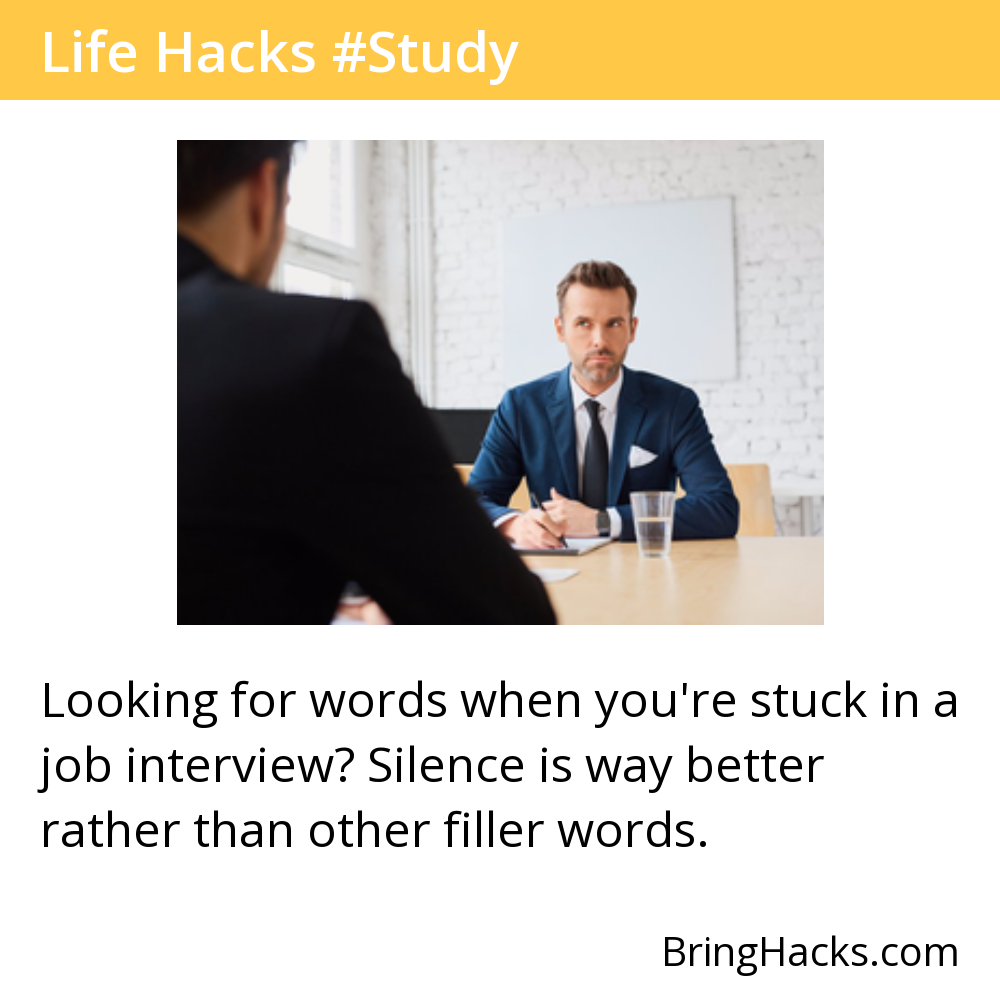 Life Hacks #Study
Looking for words when you're stuck in a
job interview? Silence is way better
rather than other filler words.
BringHacks.com